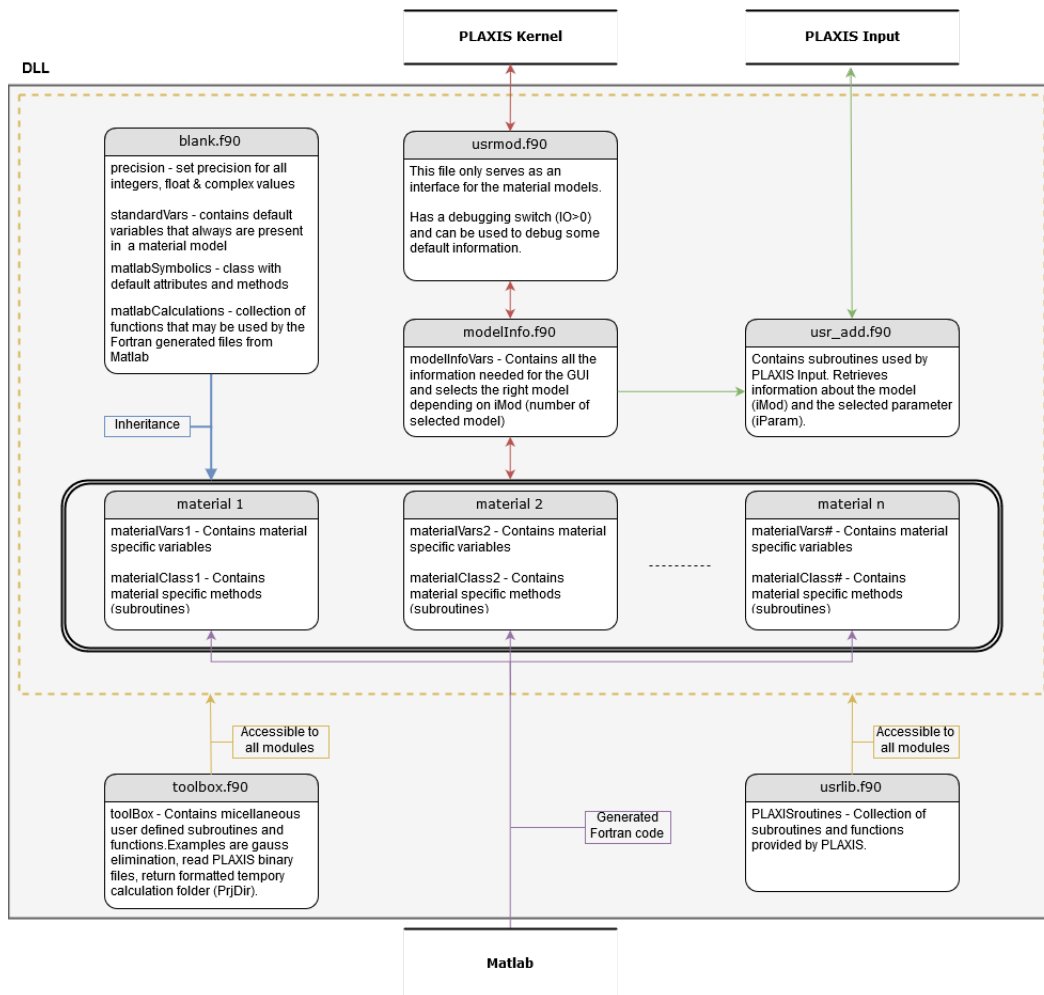 PLAXIS Kernel
PLAXIS Input
DLL
blank.f90
precision - set precision for all
integers, float & complex values
standardVars - contains default
variables that always are present
in a material model
matlabSymbolics - class with
default attributes and methods
matlabCalculations - collection of
functions that may be used by the
Fortran generated files from
Matlab
usrmod.f90
This file only serves as an
interface for the material models.
Has a debugging switch (IO>0)
and can be used to debug some
default information.
modelInfo.f90
modelInfoVars - Contains all the
information needed for the GUI
and selects the right model
depending on iMod (number of
selected model)
usr_add.f90
Contains subroutines used by
PLAXIS Input. Retrieves
information about the model
(iMod) and the selected parameter
(iParam).
Inheritance
material 1
materialVars1 - Contains material
specific variables
materialClass1 - Contains
material specific methods
(subroutines)
material 2
materialVars2 - Contains material
specific variables
materialClass2 - Contains
material specific methods
(subroutines)
material n
materialVars# - Contains material
specific variables
materialClass# - Contains
material specific methods
(subroutines)
Accessible to
all modules
Accessible to
all modules
toolbox.f90
toolBox - Contains micellaneous
user defined subroutines and
functions.Examples are gauss
elimination, read PLAXIS binary
files, return formatted tempory
calculation folder (PrjDir).
Generated
Fortran code
usrlib.f90
PLAXISroutines - Collection of
subroutines and functions
provided by PLAXIS.
Matlab